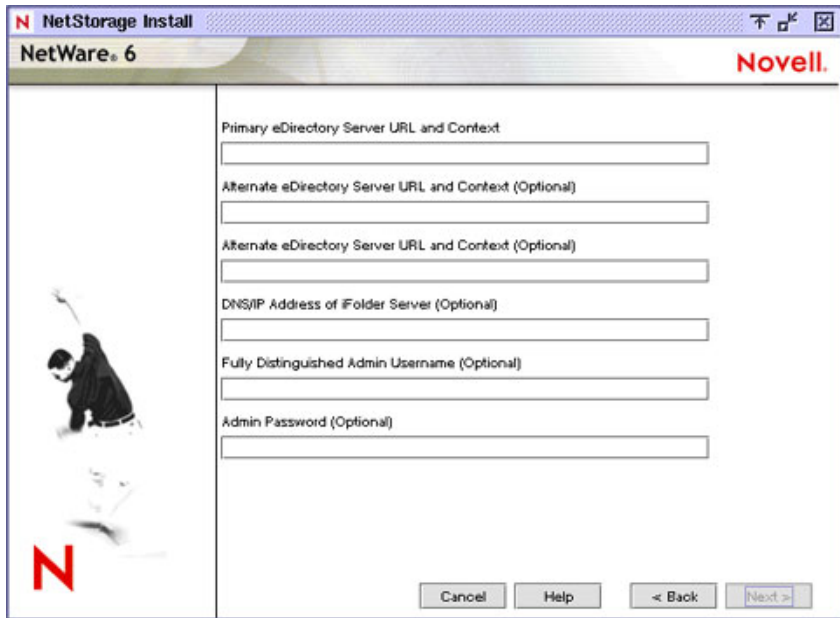 N NetStorage Install
NetWare® 6
Novell®
Primary eDirectory Server URL and Context
Alternate eDirectory Server URL and Context (Optional)
Alternate eDirectory Server URL and Context (Optional)
DNS/IP Address of iFolder Server (Optional)
Fully Distinguished Admin Username (Optional)
Admin Password (Optional)
N
Cancel Help < Back Next >